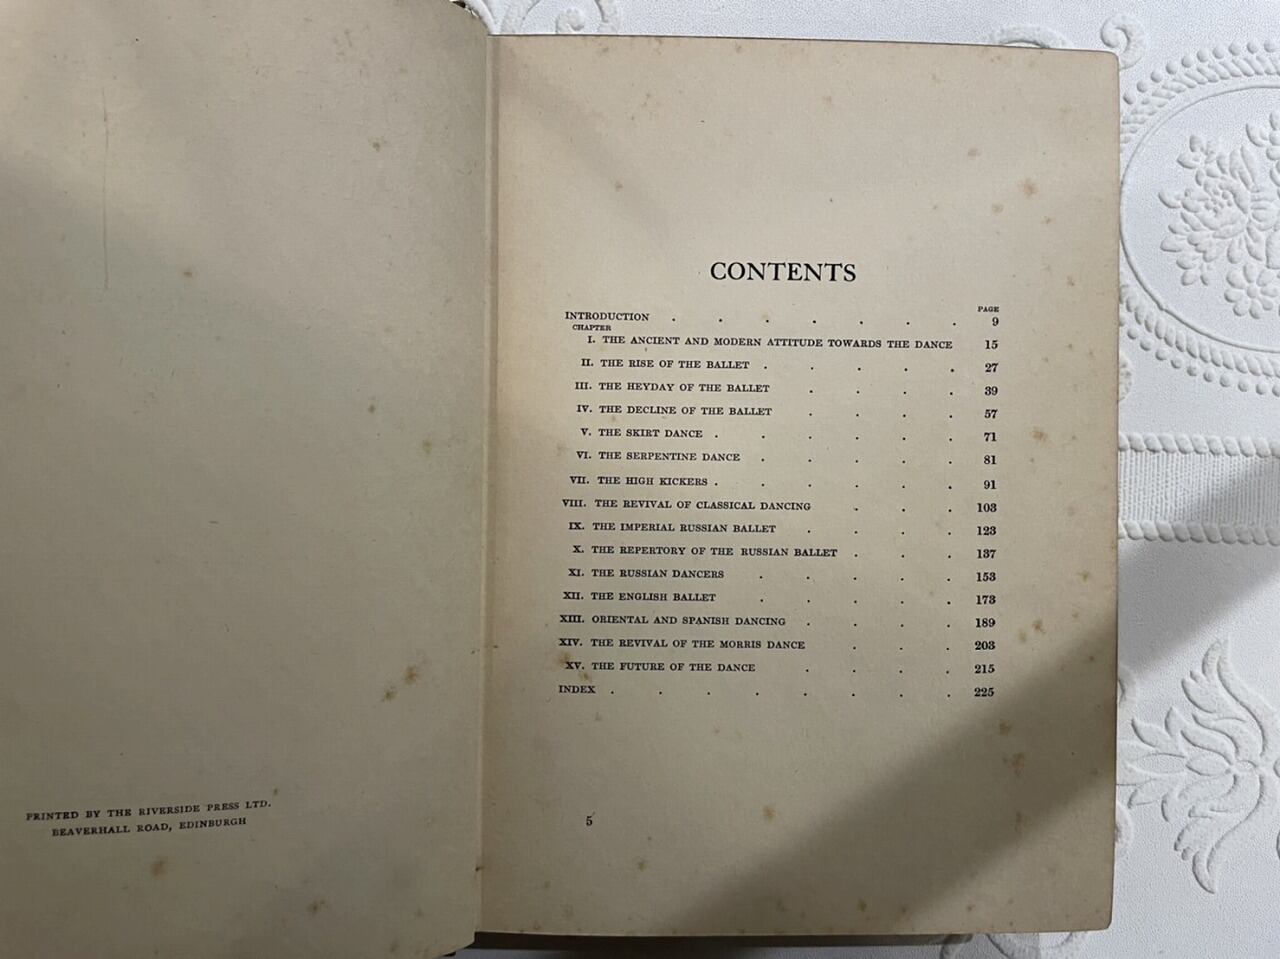 PRINTED BY THE RIVERSIDE PRESS LTD.
BEAVERHALL ROAD, EDINBURGH
CONTENTS
PAGE
INTRODUCTION . . . . . . . 9
CHAPTER
I. THE ANCIENT AND MODERN ATTITUDE TOWARDS THE DANCE 15
II. THE RISE OF THE BALLET . . . . . 27
III. THE HEYDAY OF THE BALLET . . . . 39
IV. THE DECLINE OF THE BALLET . . . . 57
V. THE SKIRT DANCE . . . . . . 71
VI. THE SERPENTINE DANCE . . . . . 81
VII. THE HIGH KICKERS . . . . . . 91
VIII. THE REVIVAL OF CLASSICAL DANCING . . . 103
IX. THE IMPERIAL RUSSIAN BALLET . . . . 123
X. THE REPERTORY OF THE RUSSIAN BALLET . . . 137
XI. THE RUSSIAN DANCERS . . . . . 153
XII. THE ENGLISH BALLET . . . . . 173
XIII. ORIENTAL AND SPANISH DANCING . . . . 189
XIV. THE REVIVAL OF THE MORRIS DANCE . . . 203
XV. THE FUTURE OF THE DANCE . . . . 215
INDEX . . . . . . . . 225
5